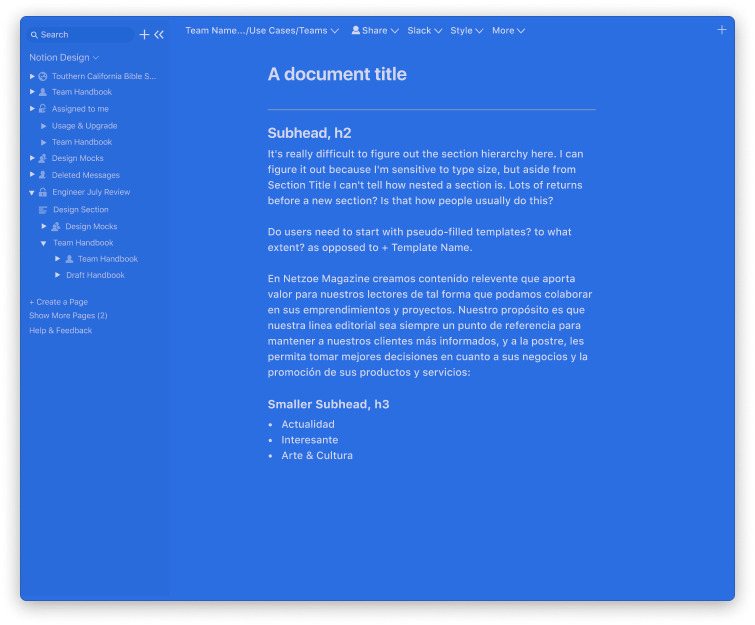 Search
Notion Design
Touthern California Bible S...
Team Handbook
Assigned to me
Usage & Upgrade
Team Handbook
Design Mocks
Deleted Messages
Engineer July Review
Design Section
Design Mocks
Team Handbook
Team Handbook
Draft Handbook
+ Create a Page
Show More Pages (2)
Help & Feedback
Team Name.../Use Cases/Teams Share Slack Style More
A document title
Subhead, h2
It's really difficult to figure out the section hierarchy here. I can
figure it out because I'm sensitive to type size, but aside from
Section Title I can't tell how nested a section is. Lots of returns
before a new section? Is that how people usually do this?
Do users need to start with pseudo-filled templates? to what
extent? as opposed to + Template Name.
En Netzoe Magazine creamos contenido relevente que aporta
valor para nuestros lectores de tal forma que podamos colaborar
en sus emprendimientos y proyectos. Nuestro propósito es que
nuestra linea editorial sea siempre un punto de referencia para
mantener a nuestros clientes más informados, y a la postre, les
permita tomar mejores decisiones en cuanto a sus negocios y la
promoción de sus productos y servicios:
Smaller Subhead, h3
• Actualidad
• Interesante
• Arte & Cultura